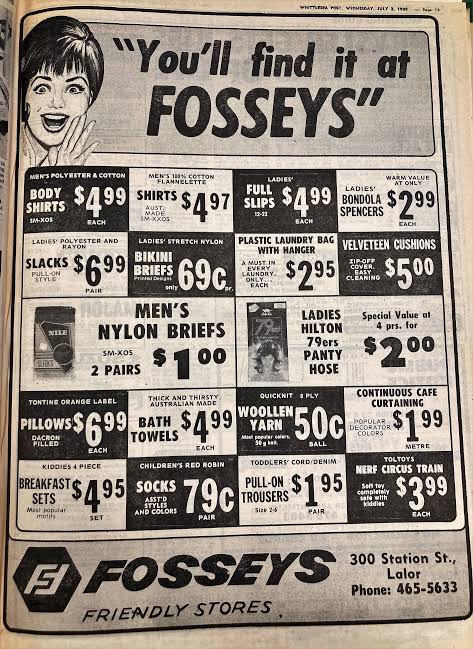 WHITTLESEA POST, WEDNESDAY, JULY 2, 1980 — Page 13
"You'll find it at
FOSSEYS"
MEN'S POLYESTER & COTTON
BODY
SHIRTS
SM-XXOS
$4.99
EACH
MEN'S 100% COTTON
FLANNELETTE
SHIRTS
AUST.
MADE
SM-XXOS
$4.97
LADIES'
FULL
SLIPS
12-22
$4.99
EACH
WARM VALUE
AT ONLY
LADIES'
BONDOLA
SPENCERS
$2.99
EACH
LADIES' POLYESTER AND
RAYON
SLACKS
PULL-ON
STYLE
$6.99
PAIR
LADIES' STRETCH NYLON
BIKINI
BRIEFS
Printed Designs
only
69c
pr.
PLASTIC LAUNDRY BAG
WITH HANGER
A MUST IN
EVERY
LAUNDRY.
ONLY...
EACH
$2.95
VELVETEEN CUSHIONS
ZIP-OFF
COVER.
EASY
CLEANING
$5.00
NILE
MEN'S
NYLON BRIEFS
SM-XOS
2 PAIRS
$1.00
79ers
LADIES
HILTON
79ers
PANTY
HOSE
Special Value at
4 prs. for
$2.00
TONTINE ORANGE LABEL
PILLOWS
DACRON
FILLED
$6.99
EACH
THICK AND THIRSTY
AUSTRALIAN MADE
BATH
TOWELS
$4.99
EACH
QUICKNIT 8 PLY
WOOLLEN
YARN
Most popular colors.
50 g ball.
50c
BALL
CONTINUOUS CAFE
CURTAINING
POPULAR
DECORATOR
COLORS
$1.99
METRE
KIDDIES 4 PIECE
BREAKFAST
SETS
Most popular
motifs
$4.95
SET
CHILDREN'S RED ROBIN
SOCKS
ASST'D
STYLES
AND COLORS
79c
PAIR
TODDLERS' CORD/DENIM
PULL-ON
TROUSERS
Size 2-6
$1.95
PAIR
TOLTOYS
NERF CIRCUS TRAIN
Soft toy
completely
safe with
kiddies
$3.99
EACH
FOSSEYS
FRIENDLY STORES
300 Station St.,
Lalor
Phone: 465-5633